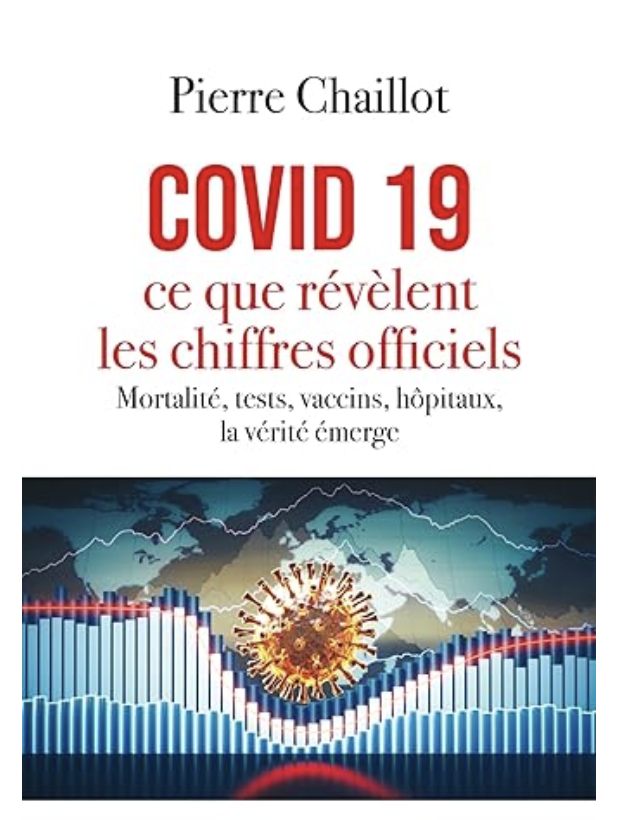 Pierre Chaillot
COVID 19
ce que révèlent
les chiffres officiels
Mortalité, tests, vaccins, hôpitaux,
la vérité émerge